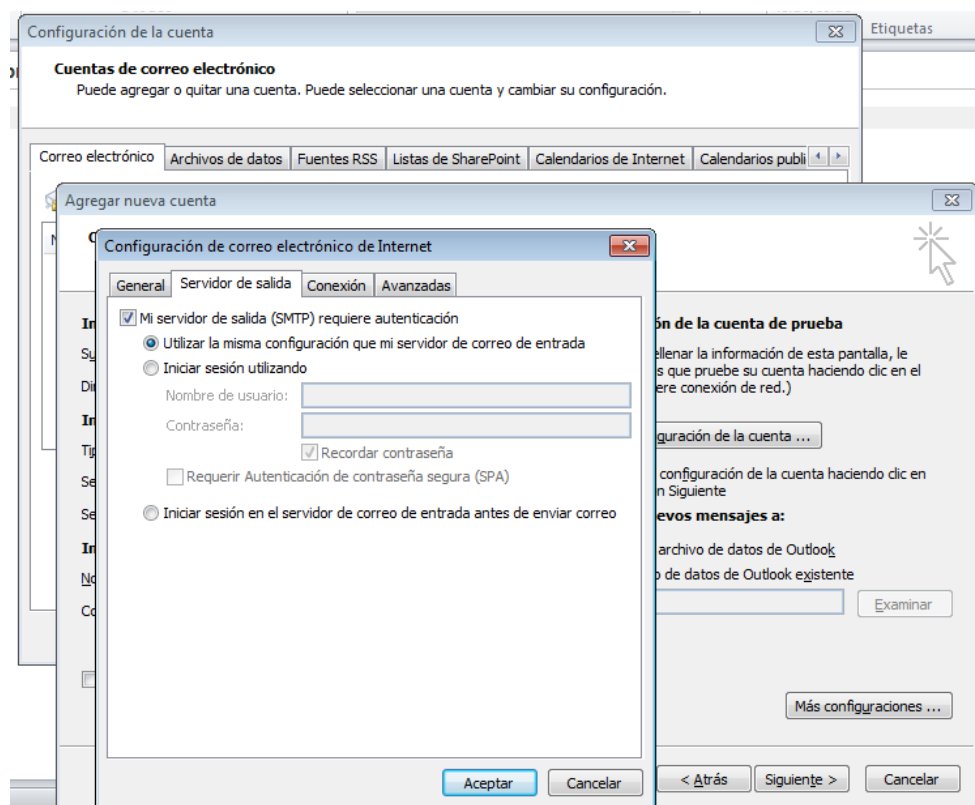 Etiquetas
Configuración de la cuenta
Cuentas de correo electrónico
Puede agregar o quitar una cuenta. Puede seleccionar una cuenta y cambiar su configuración.
Correo electrónico Archivos de datos Fuentes RSS Listas de SharePoint Calendarios de Internet Calendarios publi
Agregar nueva cuenta
Configuración de correo electrónico de Internet
General Servidor de salida Conexión Avanzadas
Mi servidor de salida (SMTP) requiere autenticación
Utilizar la misma configuración que mi servidor de correo de entrada
Iniciar sesión utilizando
Nombre de usuario:
Contraseña:
Recordar contraseña
Requerir Autenticación de contraseña segura (SPA)
Iniciar sesión en el servidor de correo de entrada antes de enviar correo
Aceptar Cancelar
ón de la cuenta de prueba
ellenar la información de esta pantalla, le
s que pruebe su cuenta haciendo clic en el
ere conexión de red.)
guración de la cuenta ...
configuración de la cuenta haciendo clic en
n Siguiente
evos mensajes a:
archivo de datos de Outlook
o de datos de Outlook existente
Examinar
Más configuraciones ...
< Atrás Siguiente > Cancelar